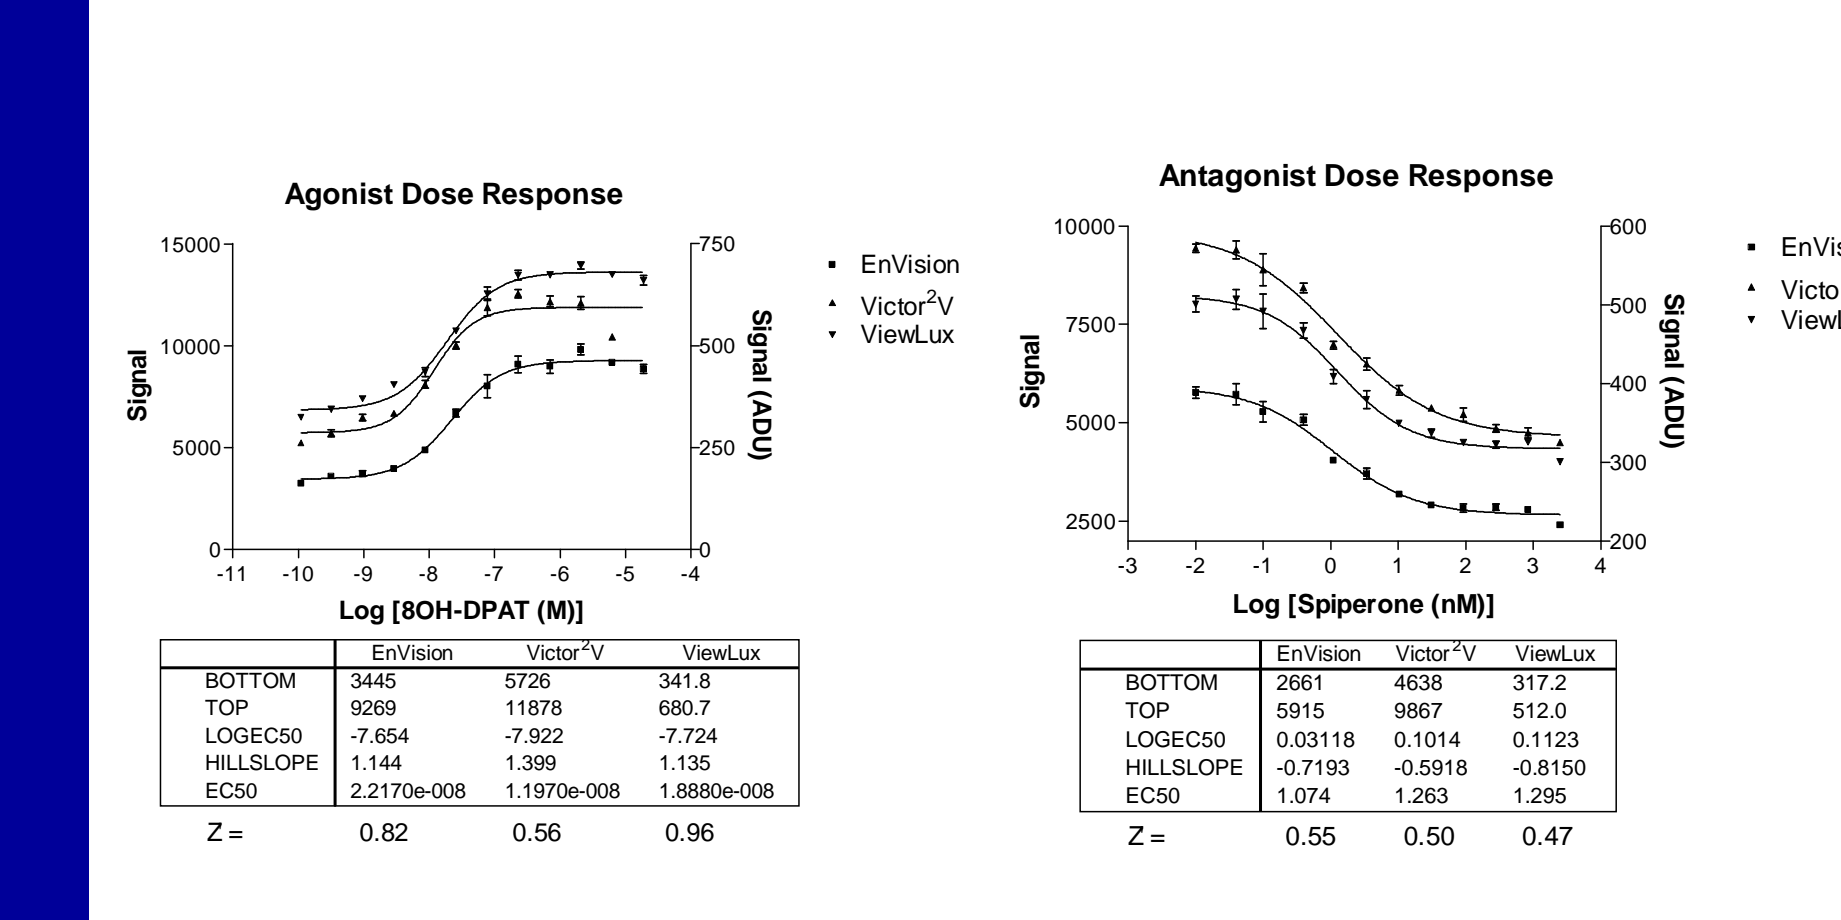 Agonist Dose Response
15000
10000
5000
0
750
500
250
0
Signal
Signal (ADU)
-11 -10 -9 -8 -7 -6 -5 -4
Log [8OH-DPAT (M)]
EnVision
Victor2V
ViewLux
EnVision Victor2V ViewLux
BOTTOM 3445 5726 341.8
TOP 9269 11878 680.7
LOGEC50 -7.654 -7.922 -7.724
HILLSLOPE 1.144 1.399 1.135
EC50 2.2170e-008 1.1970e-008 1.8880e-008
Z = 0.82 0.56 0.96
Antagonist Dose Response
10000
7500
5000
2500
600
500
400
300
200
Signal
Signal (ADU)
-3 -2 -1 0 1 2 3 4
Log [Spiperone (nM)]
EnVis
Victo
ViewL
EnVision Victor2V ViewLux
BOTTOM 2661 4638 317.2
TOP 5915 9867 512.0
LOGEC50 0.03118 0.1014 0.1123
HILLSLOPE -0.7193 -0.5918 -0.8150
EC50 1.074 1.263 1.295
Z = 0.55 0.50 0.47